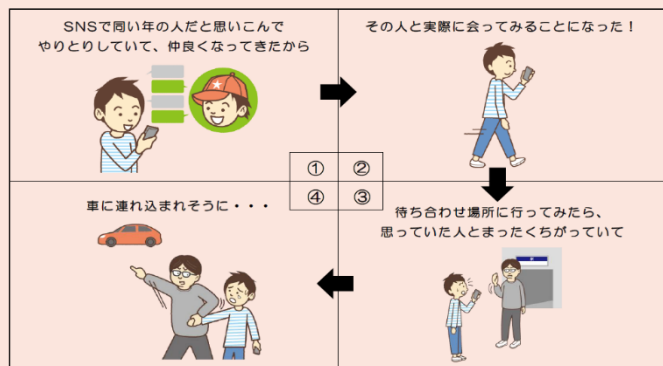 SNSで同い年の人だと思いこんで
やりとりしていて、仲良くなってきたから
その人と実際に会ってみることになった！
①
②
④
③
待ち合わせ場所に行ってみたら、
思っていた人とまったくちがっていて
車に連れ込まれそうに・・・